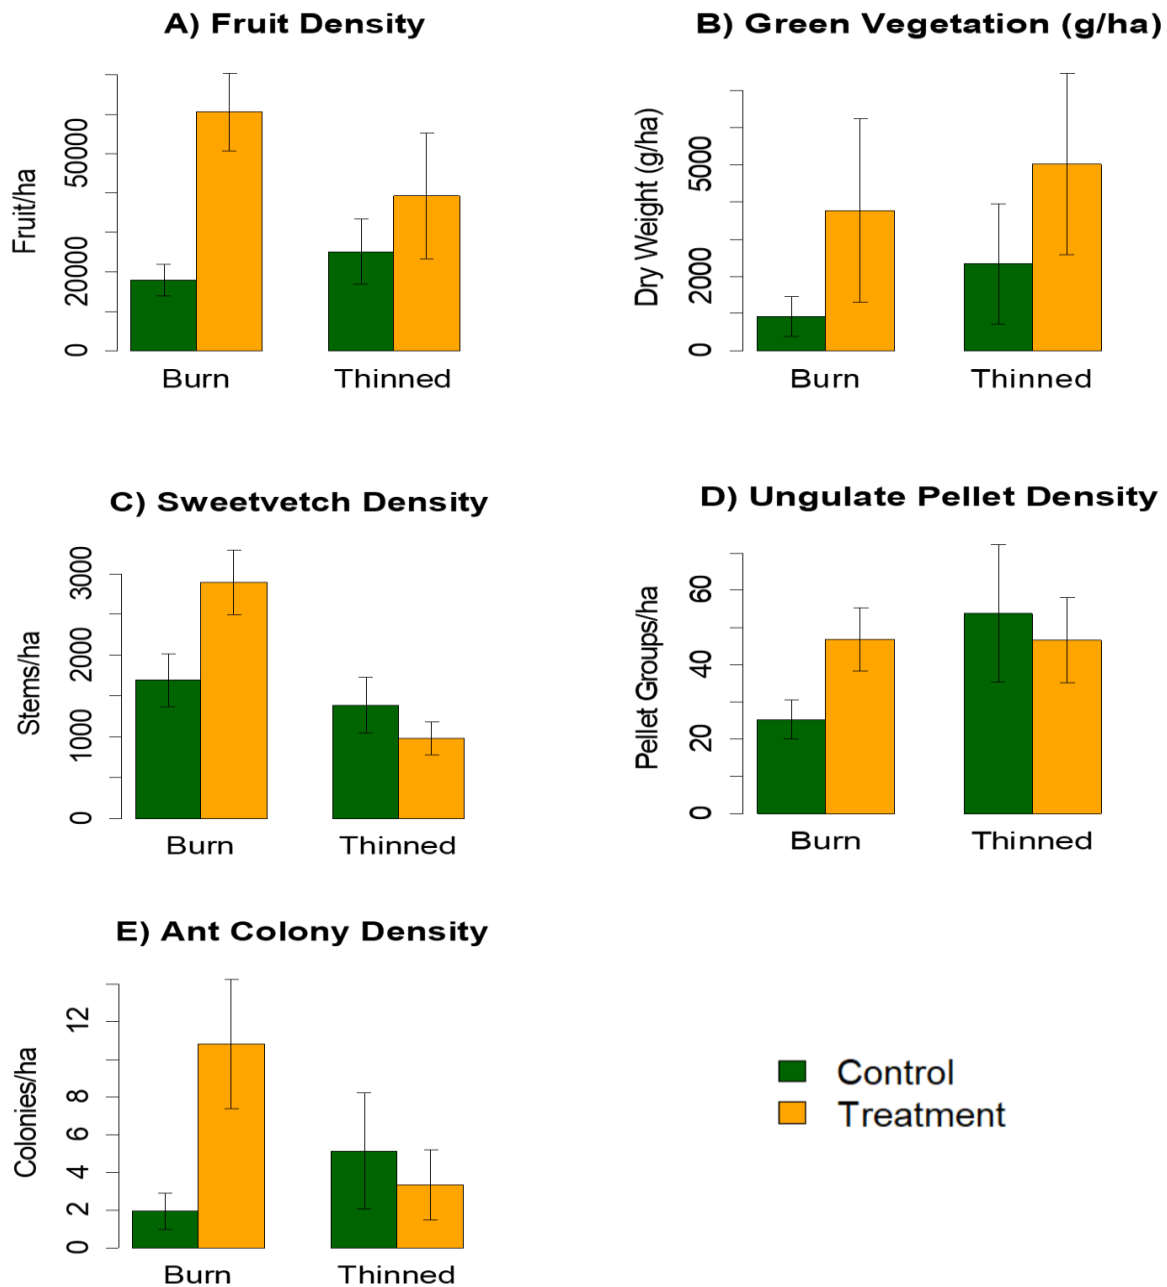 A) Fruit Density
Fruit/ha
50000
20000
0
Burn Thinned
B) Green Vegetation (g/ha)
Dry Weight (g/ha)
5000
2000
0
Burn Thinned
C) Sweetvetch Density
Stems/ha
3000
2000
1000
0
Burn Thinned
D) Ungulate Pellet Density
Pellet Groups/ha
60
40
20
0
Burn Thinned
E) Ant Colony Density
Colonies/ha
12
8
6
4
2
0
Burn Thinned
Control
Treatment